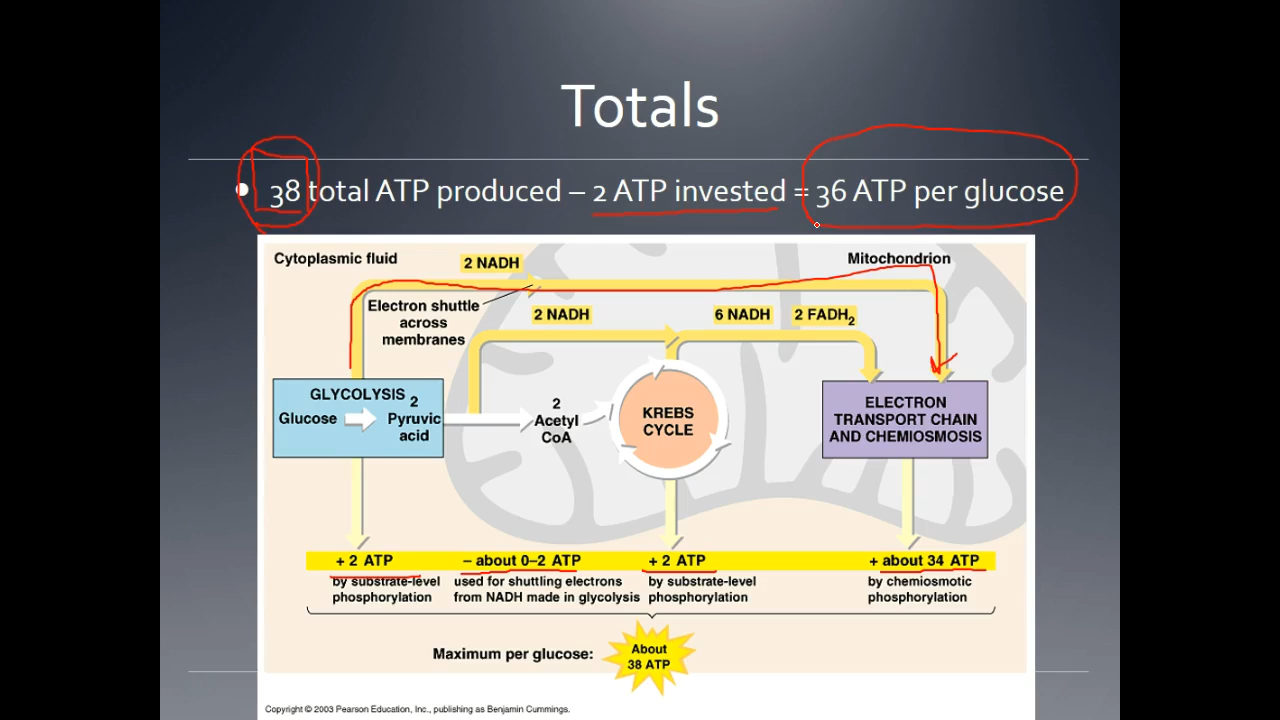 Totals
• 38 total ATP produced – 2 ATP invested = 36 ATP per glucose
Cytoplasmic fluid
2 NADH
Mitochondrion
Electron shuttle
across
membranes
2 NADH
6 NADH
2 FADH2
GLYCOLYSIS
Glucose
2
Pyruvic
acid
2
Acetyl
CoA
KREBS
CYCLE
ELECTRON
TRANSPORT CHAIN
AND CHEMIOSMOSIS
+ 2 ATP
by substrate-level
phosphorylation
– about 0–2 ATP
used for shuttling electrons
from NADH made in glycolysis
+ 2 ATP
by substrate-level
phosphorylation
+ about 34 ATP
by chemiosmotic
phosphorylation
Maximum per glucose:
About
38 ATP
Copyright © 2003 Pearson Education, Inc., publishing as Benjamin Cummings.